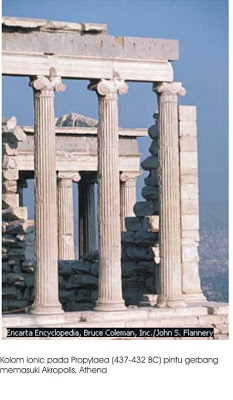 Encarta Encyclopedia, Bruce Coleman, Inc./John S. Flannery
Kolom ionic pada Propylaea (437-432 BC) pintu gerbang
memasuki Akropolis, Athena